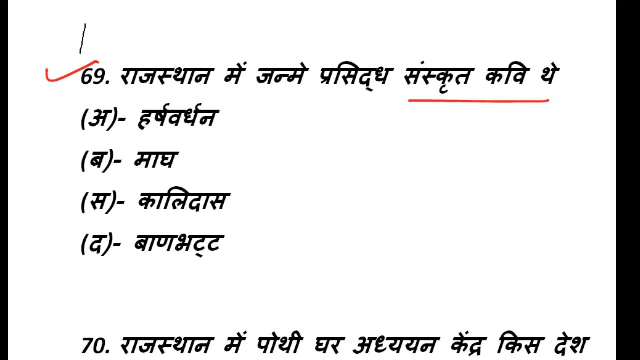 69. राजस्थान में जन्मे प्रसिद्ध संस्कृत कवि थे
(अ)- हर्षवर्धन
(ब)- माघ
(स)- कालिदास
(द)- बाणभट्ट
70. राजस्थान में पोथी घर अध्ययन केंद्र किस देश